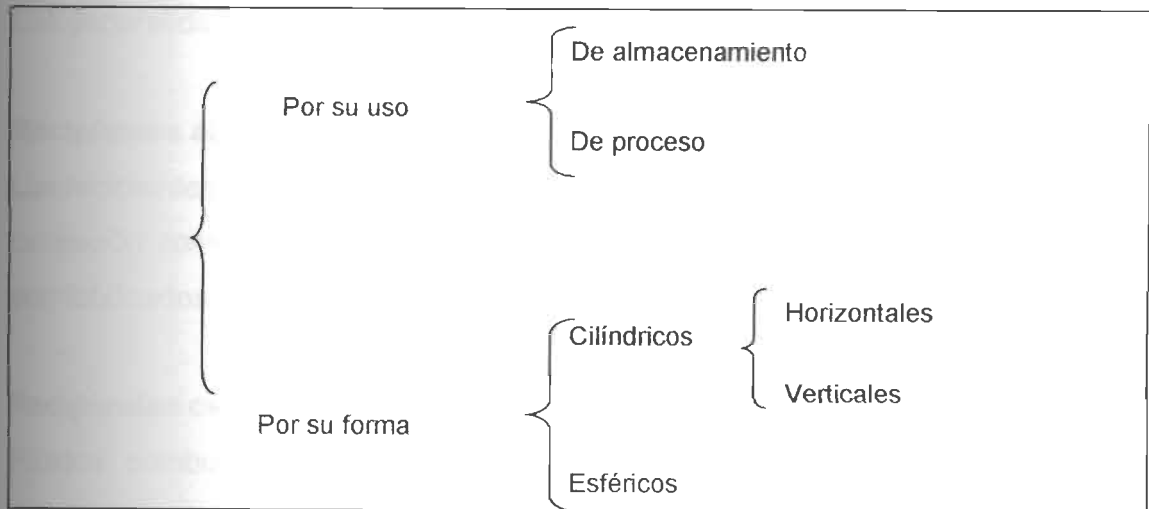 De almacenamiento
Por su uso
De proceso
Cilíndricos
Horizontales
Verticales
Por su forma
Esféricos